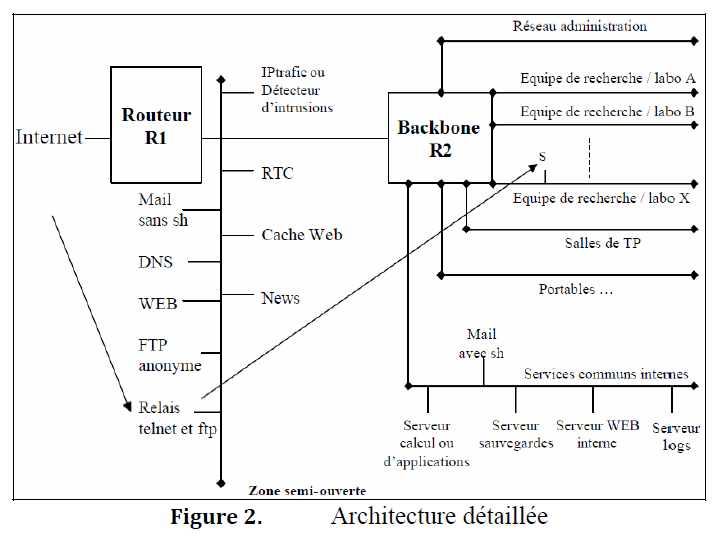 Réseau administration
IPtrafic ou
Détecteur
d'intrusions
Equipe de recherche / labo A
Routeur
R1
Equipe de recherche / labo B
Internet
Backbone
R2
S
RTC
Equipe de recherche / labo X
Mail
sans sh
Cache Web
Salles de TP
DNS
Portables ...
WEB
News
FTP
anonyme
Mail
avec sh
Services communs internes
Relais
telnet et ftp
Serveur
calcul ou
d'applications
Serveur
sauvegardes
Serveur WEB
interne
Serveur
logs
Zone semi-ouverte
Figure 2. Architecture détaillée